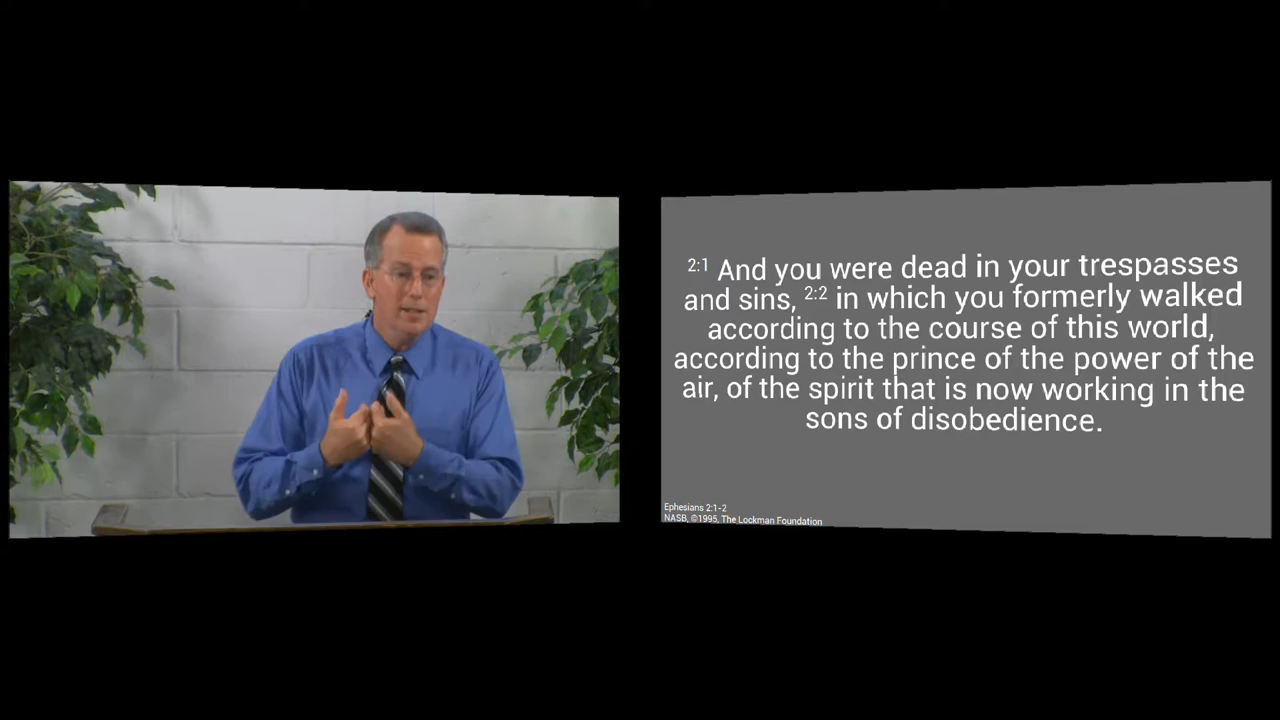 2:1 And you were dead in your trespasses
and sins, 2:2 in which you formerly walked
according to the course of this world,
according to the prince of the power of the
air, of the spirit that is now working in the
sons of disobedience.
Ephesians 2:1-2
NASB, ©1995, The Lockman Foundation